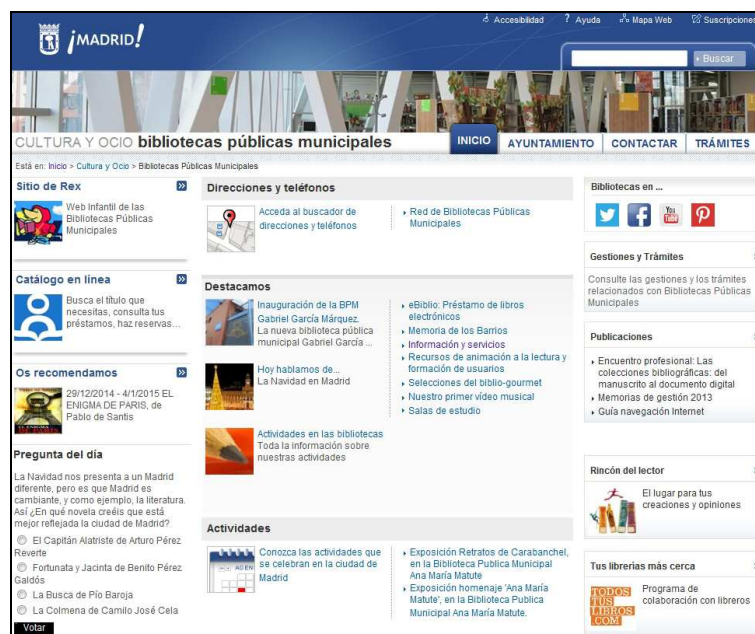 Accesibilidad ? Ayuda Mapa Web Suscripciones
¡MADRID!
Buscar
CULTURA Y OCIO bibliotecas públicas municipales
INICIO AYUNTAMIENTO CONTACTAR TRÁMITES
Está en: Inicio > Cultura y Ocio > Bibliotecas Públicas Municipales
Sitio de Rex
Web Infantil de las
Bibliotecas Públicas
Municipales
Catálogo en línea
Busca el título que
necesitas, consulta tus
préstamos, haz reservas...
Os recomendamos
29/12/2014 - 4/1/2015 EL
ENIGMA DE PARIS, de
Pablo de Santis
Pregunta del día
La Navidad nos presenta a un Madrid
diferente, pero es que Madrid es
cambiante, y como ejemplo, la literatura.
Así ¿En qué novela creéis que está
mejor reflejada la ciudad de Madrid?
El Capitán Alatriste de Arturo Pérez
Reverte
Fortunata y Jacinta de Benito Pérez
Galdós
La Busca de Pío Baroja
La Colmena de Camilo José Cela
Votar
Direcciones y teléfonos
Acceda al buscador de
direcciones y teléfonos
Red de Bibliotecas Públicas
Municipales
Destacamos
Inauguración de la BPM
Gabriel García Márquez.
La nueva biblioteca pública
municipal Gabriel García ...
Hoy hablamos de...
La Navidad en Madrid
Actividades en las bibliotecas
Toda la información sobre
nuestras actividades
eBiblio: Préstamo de libros
electrónicos
Memoria de los Barrios
Información y servicios
Recursos de animación a la lectura y
formación de usuarios
Selecciones del biblio-gourmet
Nuestro primer vídeo musical
Salas de estudio
Actividades
Conozca las actividades que
se celebran en la ciudad de
Madrid
Exposición Retratos de Carabanchel,
en la Biblioteca Publica Municipal
Ana María Matute
Exposición homenaje 'Ana María
Matute', en la Biblioteca Publica
Municipal Ana María Matute.
Bibliotecas en ...
You
Tube
Gestiones y Trámites
Consulte las gestiones y los trámites
relacionados con Bibliotecas Públicas
Municipales
Publicaciones
Encuentro profesional: Las
colecciones bibliográficas: del
manuscrito al documento digital
Memorias de gestión 2013
Guía navegación Internet
Rincón del lector
El lugar para tus
creaciones y opiniones
Tus librerias más cerca
TODOS
TUS
LIBROS
.COM
Programa de
colaboración con libreros